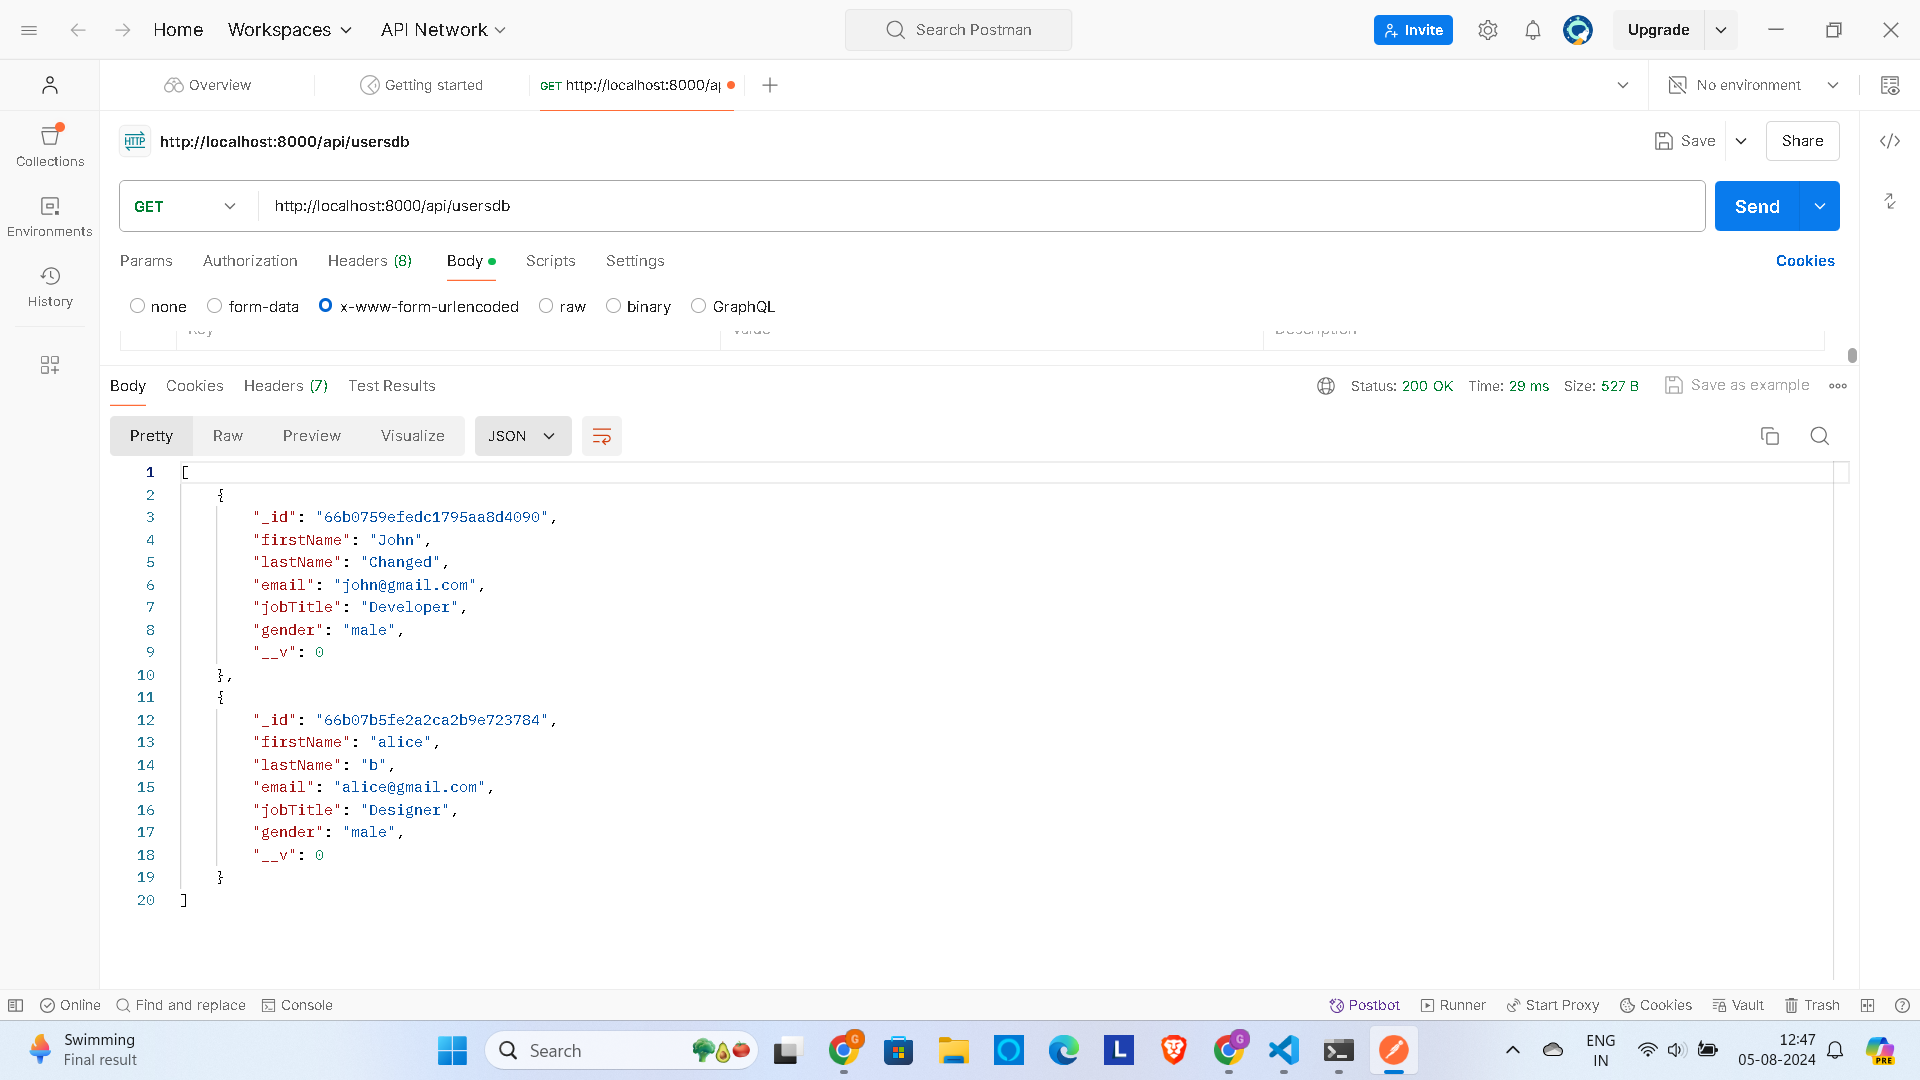 Home Workspaces API Network Search Postman Invite Upgrade
Overview Getting started GET http://localhost:8000/ap No environment
HTTP http://localhost:8000/api/usersdb Save Share
Collections
GET http://localhost:8000/api/usersdb Send
Environments
Params Authorization Headers (8) Body Scripts Settings Cookies
History
none form-data x-www-form-urlencoded raw binary GraphQL
Key Value Description
Body Cookies Headers (7) Test Results Status: 200 OK Time: 29 ms Size: 527 B Save as example
Pretty Raw Preview Visualize JSON
1 [
2 {
3 "_id": "66b0759efedc1795aa8d4090",
4 "firstName": "John",
5 "lastName": "Changed",
6 "email": "john@gmail.com",
7 "jobTitle": "Developer",
8 "gender": "male",
9 "__v": 0
10 },
11 {
12 "_id": "66b07b5fe2a2ca2b9e723784",
13 "firstName": "alice",
14 "lastName": "b",
15 "email": "alice@gmail.com",
16 "jobTitle": "Designer",
17 "gender": "male",
18 "__v": 0
19 }
20 ]
Online Find and replace Console Postbot Runner Start Proxy Cookies Vault Trash
Swimming
Final result
Search
G
L
G
ENG
IN
12:47
05-08-2024
PRE